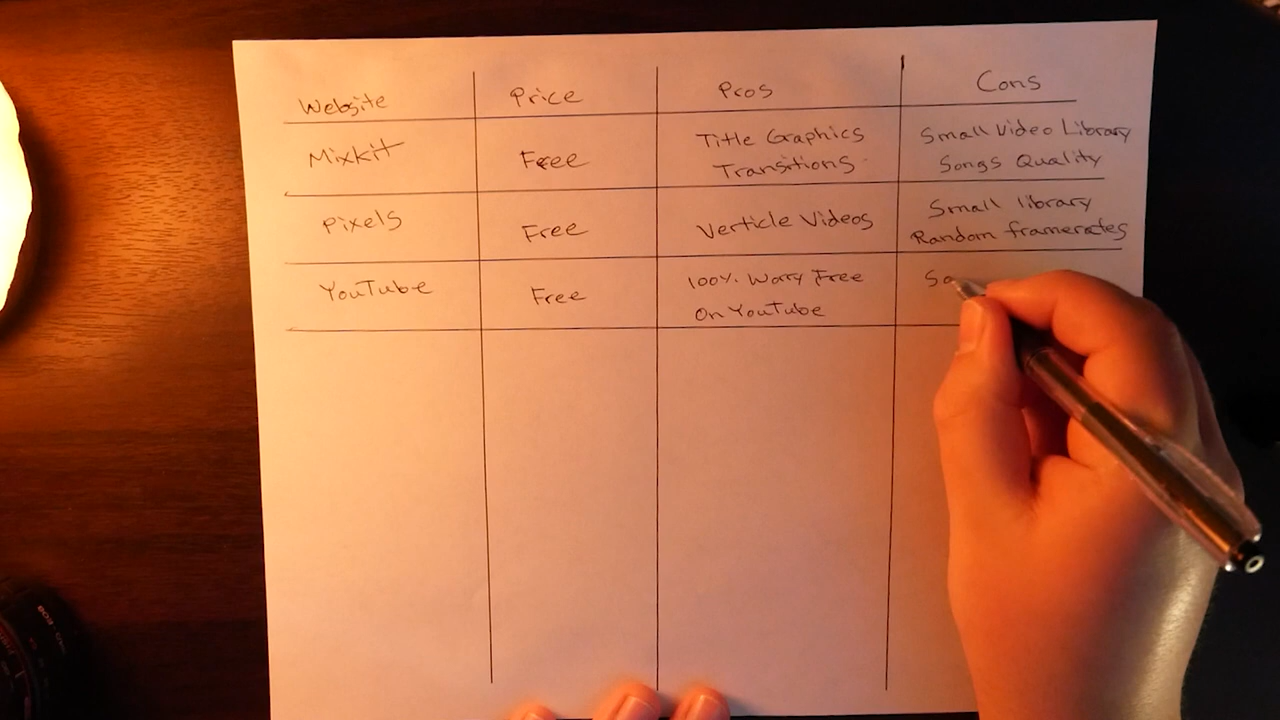 Website Price Pros Cons
Mixkit Free Title Graphics Small Video Library
Transitions Songs Quality
Pixels Free Verticle Videos Small library
Random framerates
YouTube Free 100% Worry Free So
On YouTube